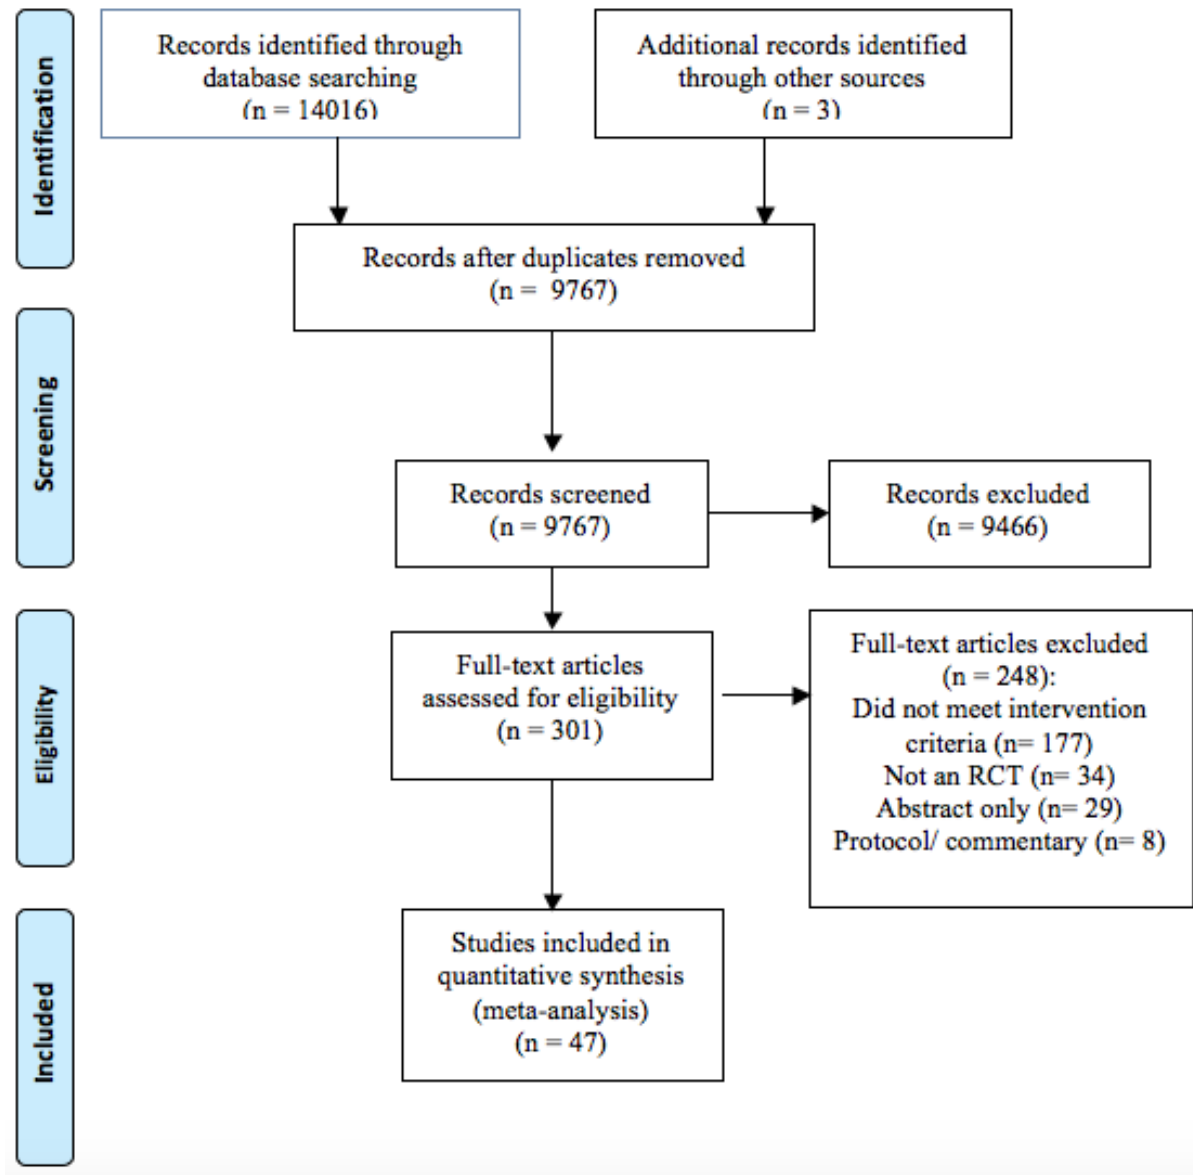 Identification
Records identified through
database searching
(n = 14016)
Additional records identified
through other sources
(n = 3)
Records after duplicates removed
(n =  9767)
Screening
Records screened
(n = 9767)
Records excluded
(n = 9466)
Eligibility
Full-text articles
assessed for eligibility
(n = 301)
Full-text articles excluded
(n = 248):
Did not meet intervention
criteria (n= 177)
Not an RCT (n= 34)
Abstract only (n= 29)
Protocol/ commentary (n= 8)
Included
Studies included in
quantitative synthesis
(meta-analysis)
(n = 47)